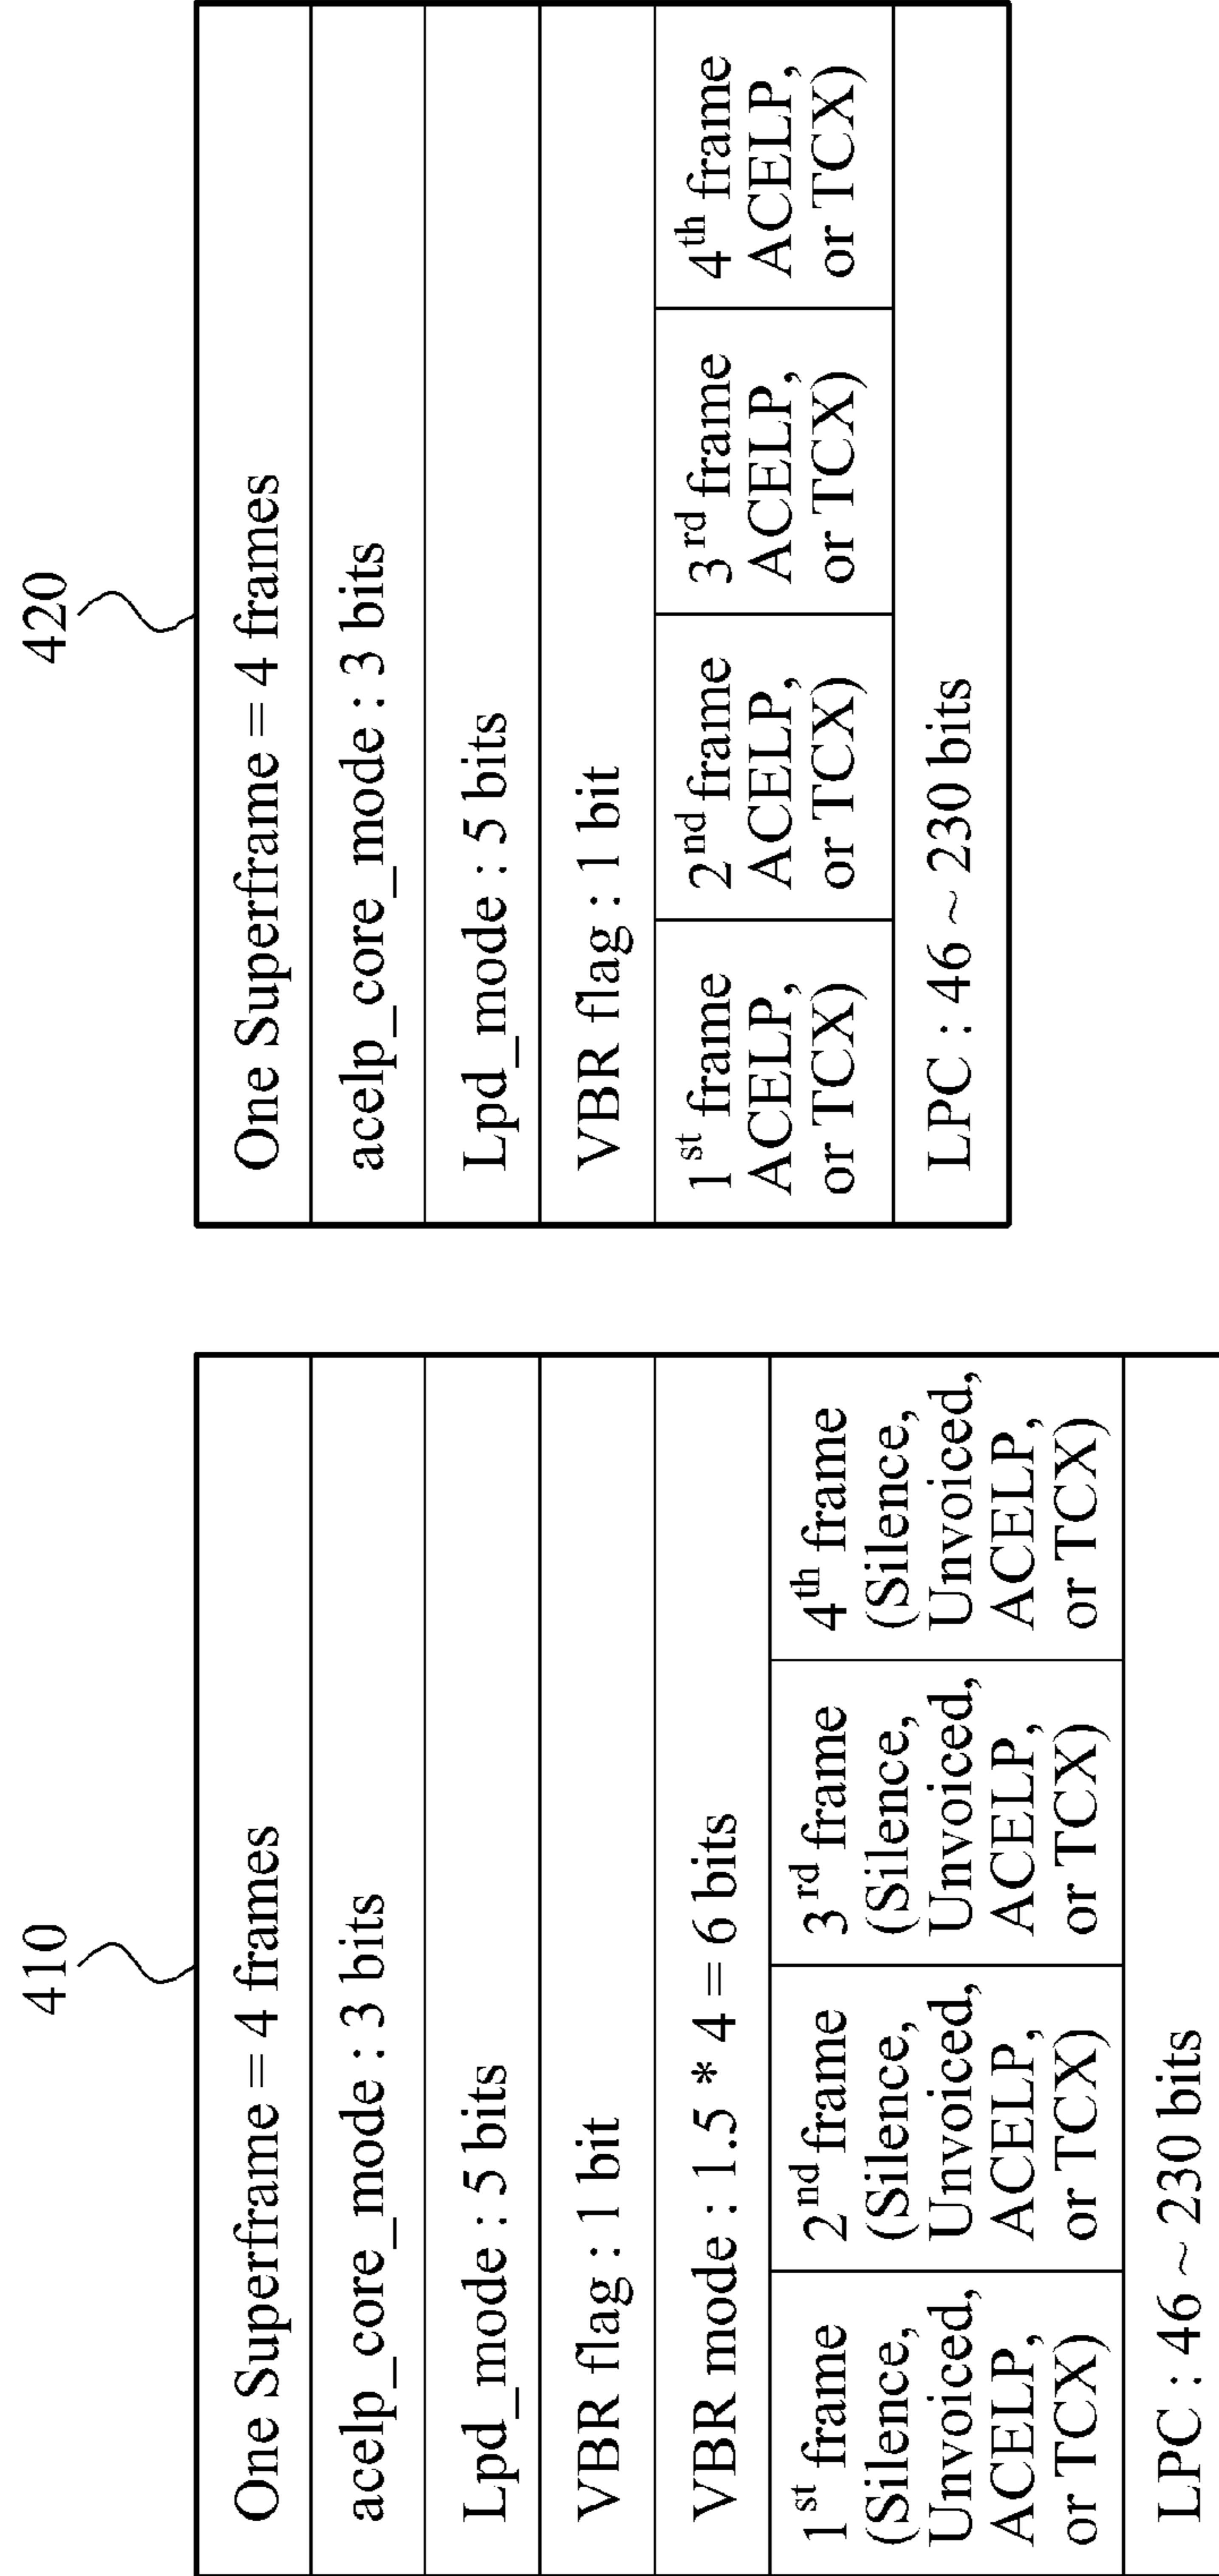 410
One Superframe = 4 frames
acelp_core_mode : 3 bits
Lpd_mode : 5 bits
VBR flag : 1 bit
VBR mode : 1.5 * 4 = 6 bits
1st frame
(Silence,
Unvoiced,
ACELP,
or TCX)
2nd frame
(Silence,
Unvoiced,
ACELP,
or TCX)
3rd frame
(Silence,
Unvoiced,
ACELP,
or TCX)
4th frame
(Silence,
Unvoiced,
ACELP,
or TCX)
LPC : 46 ~ 230 bits
420
One Superframe = 4 frames
acelp_core_mode : 3 bits
Lpd_mode : 5 bits
VBR flag : 1 bit
1st frame
ACELP,
or TCX)
2nd frame
ACELP,
or TCX)
3rd frame
ACELP,
or TCX)
4th frame
ACELP,
or TCX)
LPC : 46 ~ 230 bits